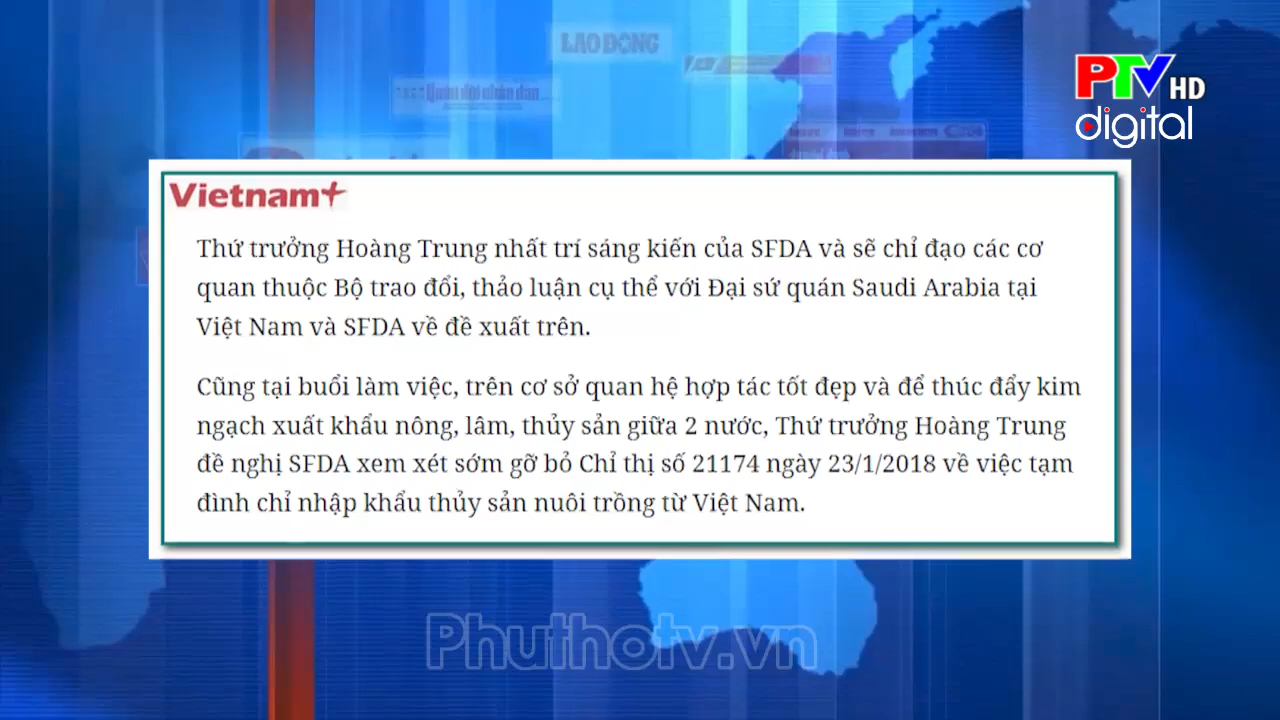 LAO ĐỘNG
Quân đội nhân dân
PTV HD
digital
Vietnam+
Thứ trưởng Hoàng Trung nhất trí sáng kiến của SFDA và sẽ chỉ đạo các cơ
quan thuộc Bộ trao đổi, thảo luận cụ thể với Đại sứ quán Saudi Arabia tại
Việt Nam và SFDA về đề xuất trên.
Cũng tại buổi làm việc, trên cơ sở quan hệ hợp tác tốt đẹp và để thúc đẩy kim
ngạch xuất khẩu nông, lâm, thủy sản giữa 2 nước, Thứ trưởng Hoàng Trung
đề nghị SFDA xem xét sớm gỡ bỏ Chỉ thị số 21174 ngày 23/1/2018 về việc tạm
đình chỉ nhập khẩu thủy sản nuôi trồng từ Việt Nam.
Phuthotv.vn